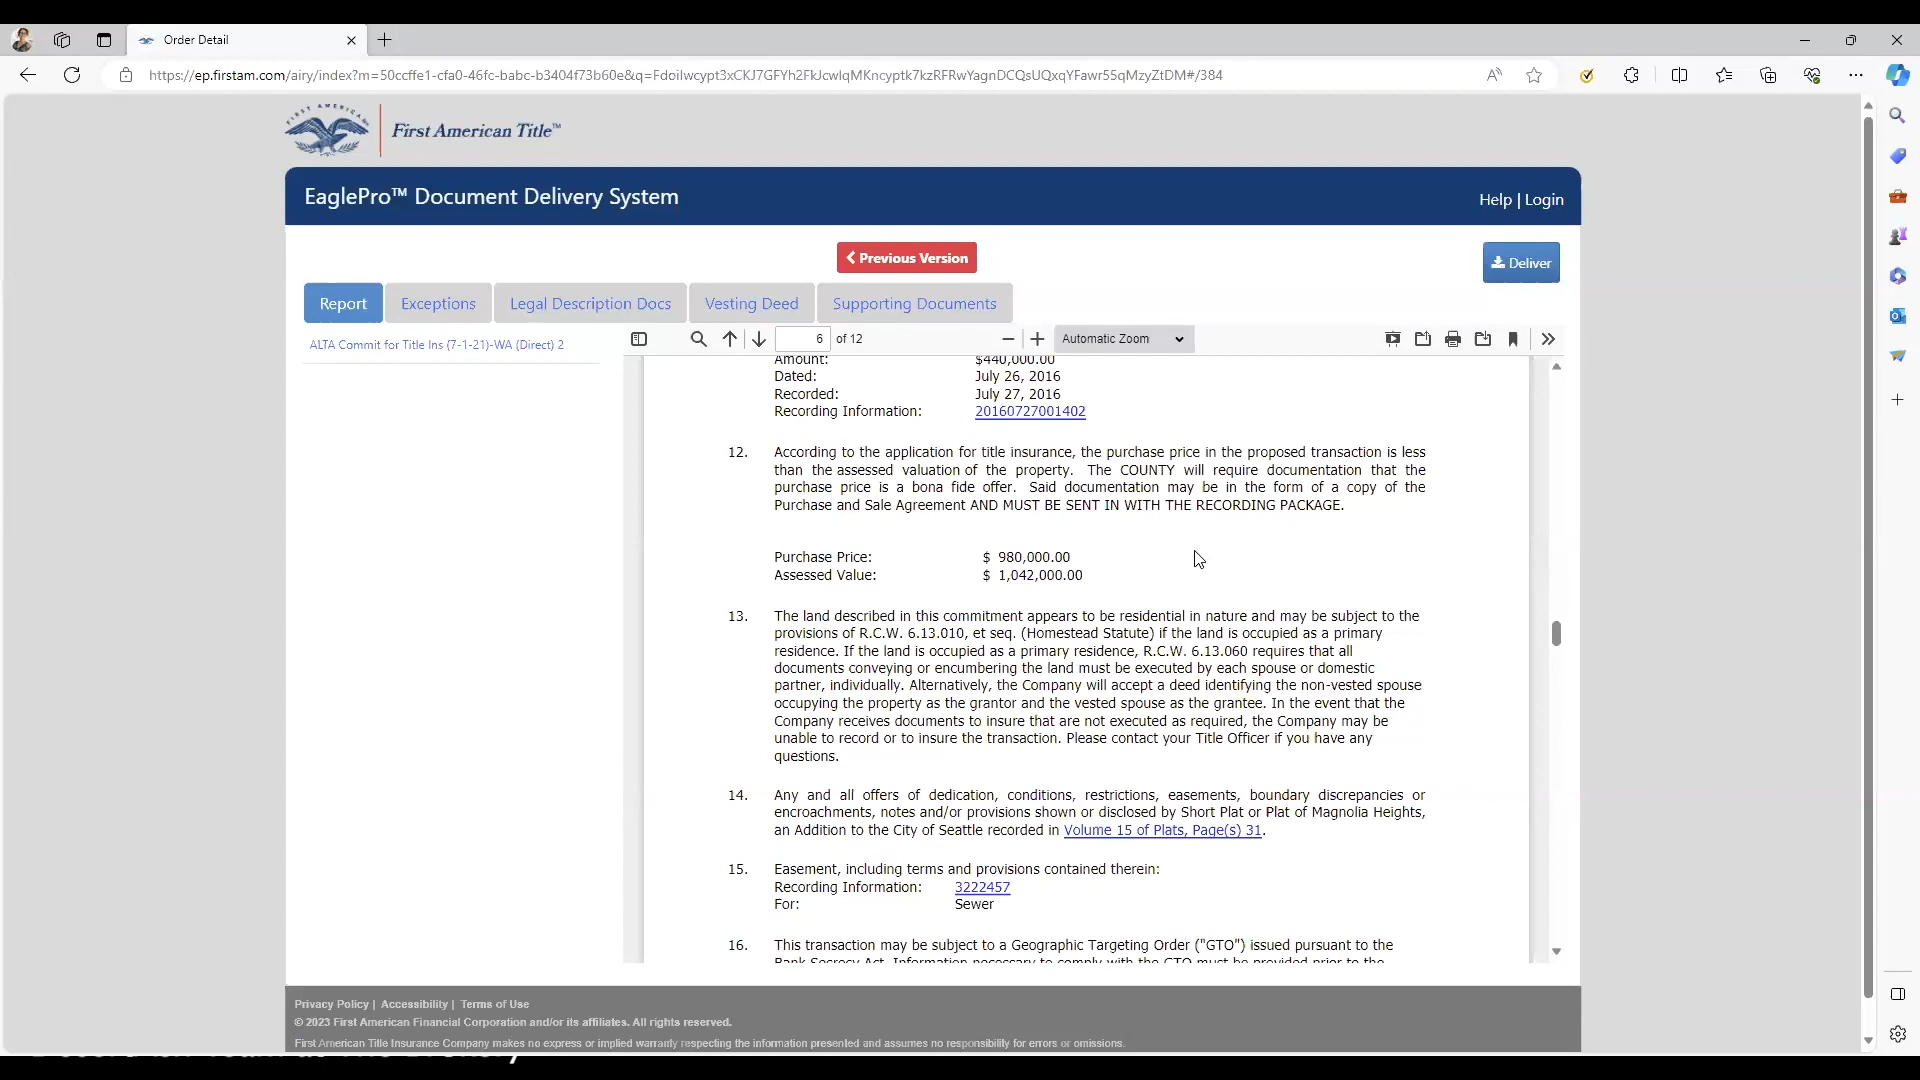 Order Detail
https://ep.firstam.com/airy/index?m=50ccffe1-cfa0-46fc-babc-b3404f73b60e&q=FdoiIwcypt3xCKJ7GFYh2FkJcwIqMKncyptk7kzRFRwYagnDCQsUQxqYFawr55qMzyZtDM#/384
FIRST AMERICAN
First American Title™
EaglePro™ Document Delivery System
Help | Login
Previous Version
Deliver
Report
Exceptions
Legal Description Docs
Vesting Deed
Supporting Documents
ALTA Commit for Title Ins (7-1-21)-WA (Direct) 2
6 of 12
Automatic Zoom
Amount: $440,000.00
Dated: July 26, 2016
Recorded: July 27, 2016
Recording Information: 20160727001402
12. According to the application for title insurance, the purchase price in the proposed transaction is less
than the assessed valuation of the property. The COUNTY will require documentation that the
purchase price is a bona fide offer. Said documentation may be in the form of a copy of the
Purchase and Sale Agreement AND MUST BE SENT IN WITH THE RECORDING PACKAGE.
Purchase Price: $ 980,000.00
Assessed Value: $ 1,042,000.00
13. The land described in this commitment appears to be residential in nature and may be subject to the
provisions of R.C.W. 6.13.010, et seq. (Homestead Statute) if the land is occupied as a primary
residence. If the land is occupied as a primary residence, R.C.W. 6.13.060 requires that all
documents conveying or encumbering the land must be executed by each spouse or domestic
partner, individually. Alternatively, the Company will accept a deed identifying the non-vested spouse
occupying the property as the grantor and the vested spouse as the grantee. In the event that the
Company receives documents to insure that are not executed as required, the Company may be
unable to record or to insure the transaction. Please contact your Title Officer if you have any
questions.
14. Any and all offers of dedication, conditions, restrictions, easements, boundary discrepancies or
encroachments, notes and/or provisions shown or disclosed by Short Plat or Plat of Magnolia Heights,
an Addition to the City of Seattle recorded in Volume 15 of Plats, Page(s) 31.
15. Easement, including terms and provisions contained therein:
Recording Information: 3222457
For: Sewer
16. This transaction may be subject to a Geographic Targeting Order ("GTO") issued pursuant to the
Bank Secrecy Act. Information necessary to comply with the GTO must be provided prior to the
Privacy Policy | Accessibility | Terms of Use
© 2023 First American Financial Corporation and/or its affiliates. All rights reserved.
First American Title Insurance Company makes no express or implied warranty respecting the information presented and assumes no responsibility for errors or omissions.